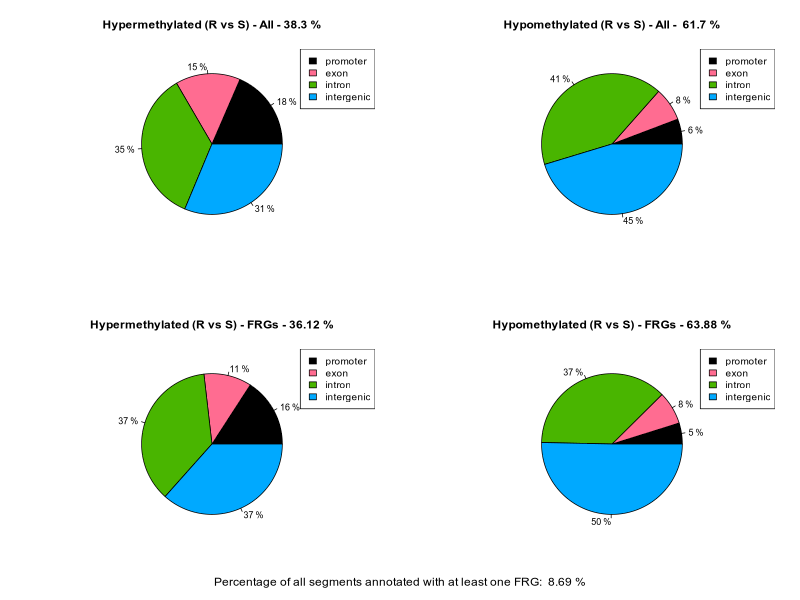 Hypermethylated (R vs S) - All - 38.3 %
promoter
exon
intron
intergenic
15 %
18 %
35 %
31 %
Hypomethylated (R vs S) - All -  61.7 %
promoter
exon
intron
intergenic
41 %
8 %
6 %
45 %
Hypermethylated (R vs S) - FRGs - 36.12 %
promoter
exon
intron
intergenic
11 %
16 %
37 %
37 %
Hypomethylated (R vs S) - FRGs - 63.88 %
promoter
exon
intron
intergenic
37 %
8 %
5 %
50 %
Percentage of all segments annotated with at least one FRG:  8.69 %